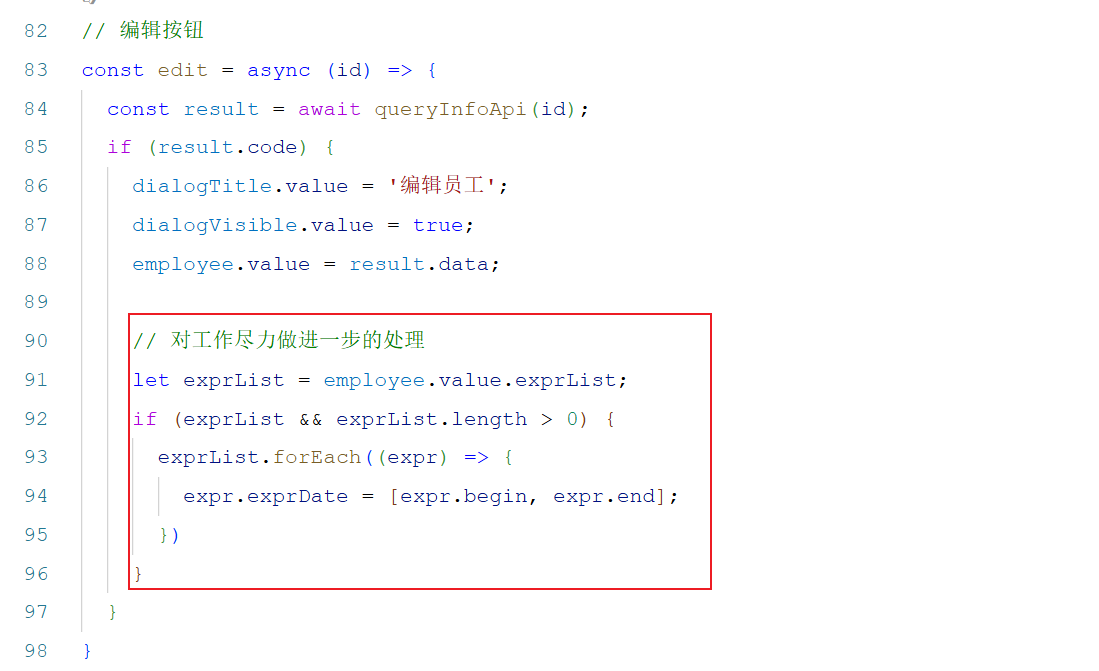 82 // 编辑按钮
83 const edit = async (id) => {
84 const result = await queryInfoApi(id);
85 if (result.code) {
86 dialogTitle.value = '编辑员工';
87 dialogVisible.value = true;
88 employee.value = result.data;
89
90 // 对工作尽力做进一步的处理
91 let exprList = employee.value.exprList;
92 if (exprList && exprList.length > 0) {
93 exprList.forEach((expr) => {
94 expr.exprDate = [expr.begin, expr.end];
95 })
96 }
97 }
98 }